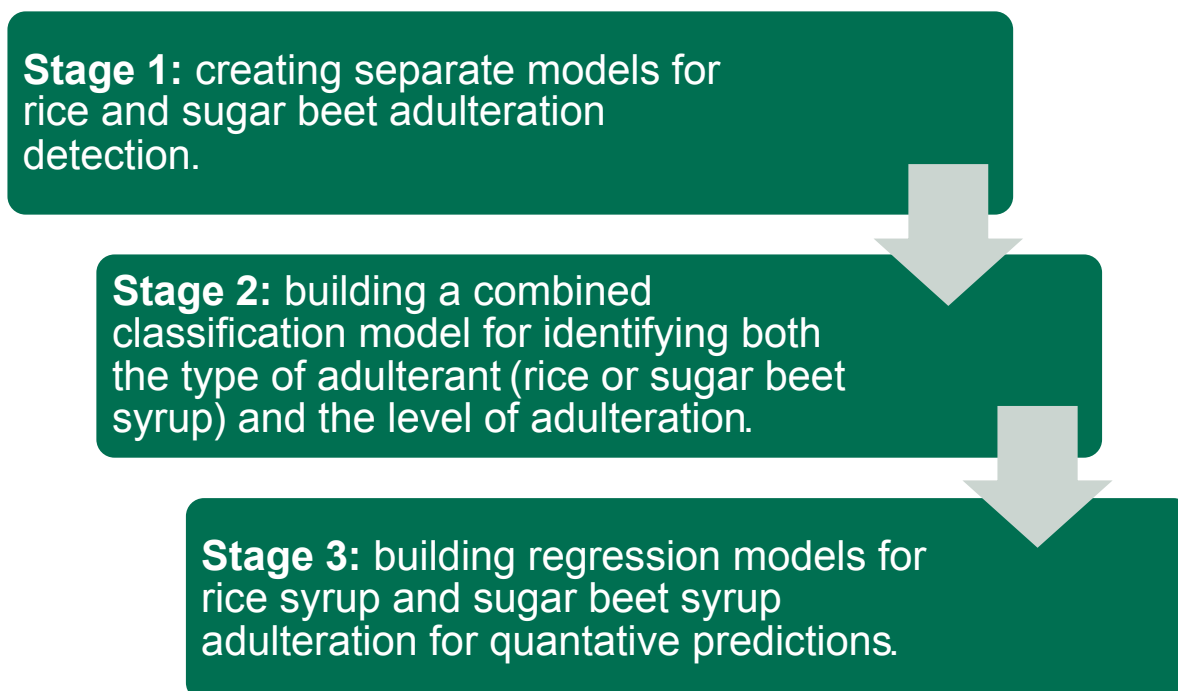 Stage 1: creating separate models for
rice and sugar beet adulteration
detection.
Stage 2: building a combined
classification model for identifying both
the type of adulterant (rice or sugar beet
syrup) and the level of adulteration.
Stage 3: building regression models for
rice syrup and sugar beet syrup
adulteration for quantative predictions.